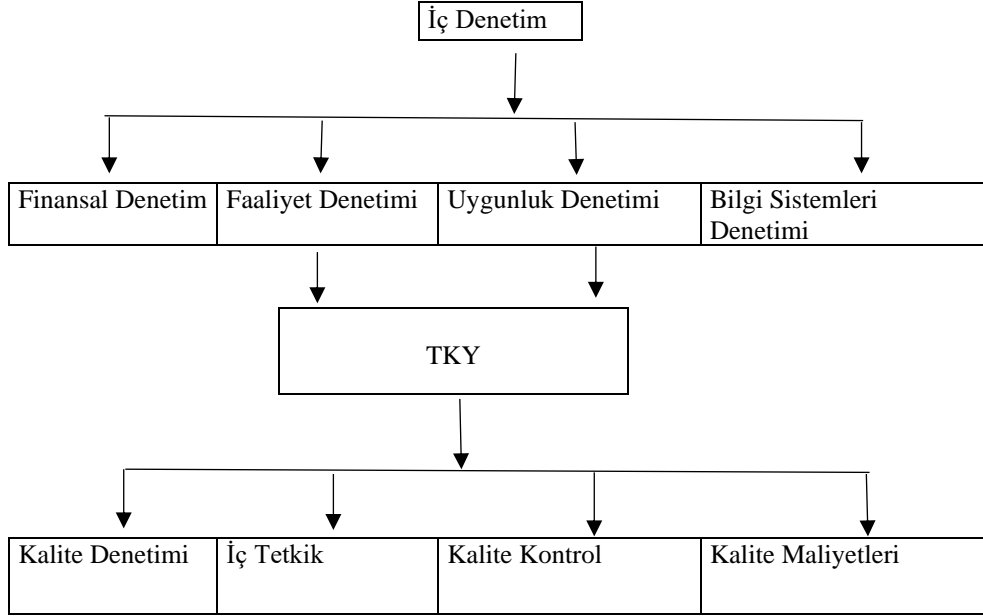 İç Denetim
Finansal Denetim
Faaliyet Denetimi
Uygunluk Denetimi
Bilgi Sistemleri
Denetimi
TKY
Kalite Denetimi
İç Tetkik
Kalite Kontrol
Kalite Maliyetleri